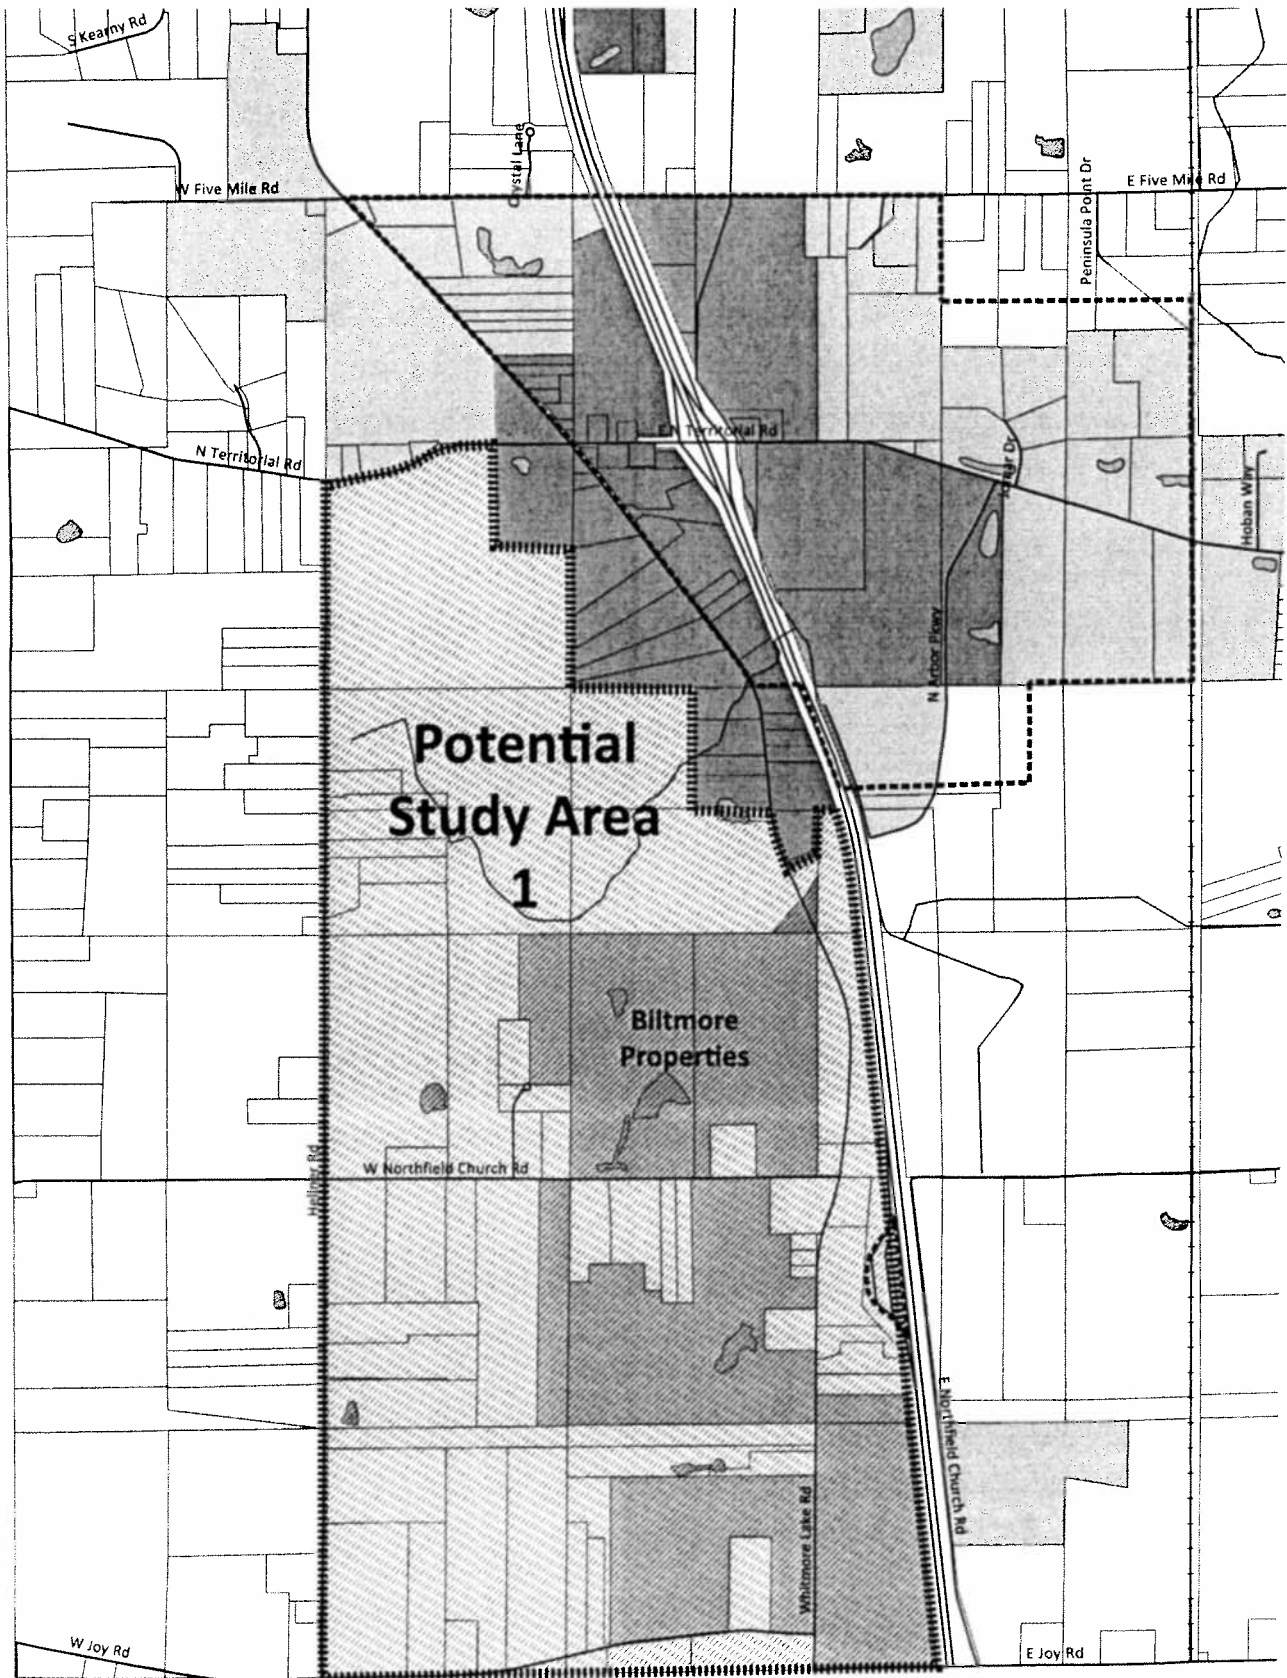 S Kearny Rd
Crystal Lane
W Five Mile Rd
E Five Mile Rd
Peninsula Point Dr
E N Territorial Rd
N Territorial Rd
Hoban Way
N Arbor Pkwy
Potential
Study Area
1
Biltmore
Properties
W Northfield Church Rd
Hellner Rd
E Northfield Church Rd
Whitmore Lake Rd
W Joy Rd
E Joy Rd